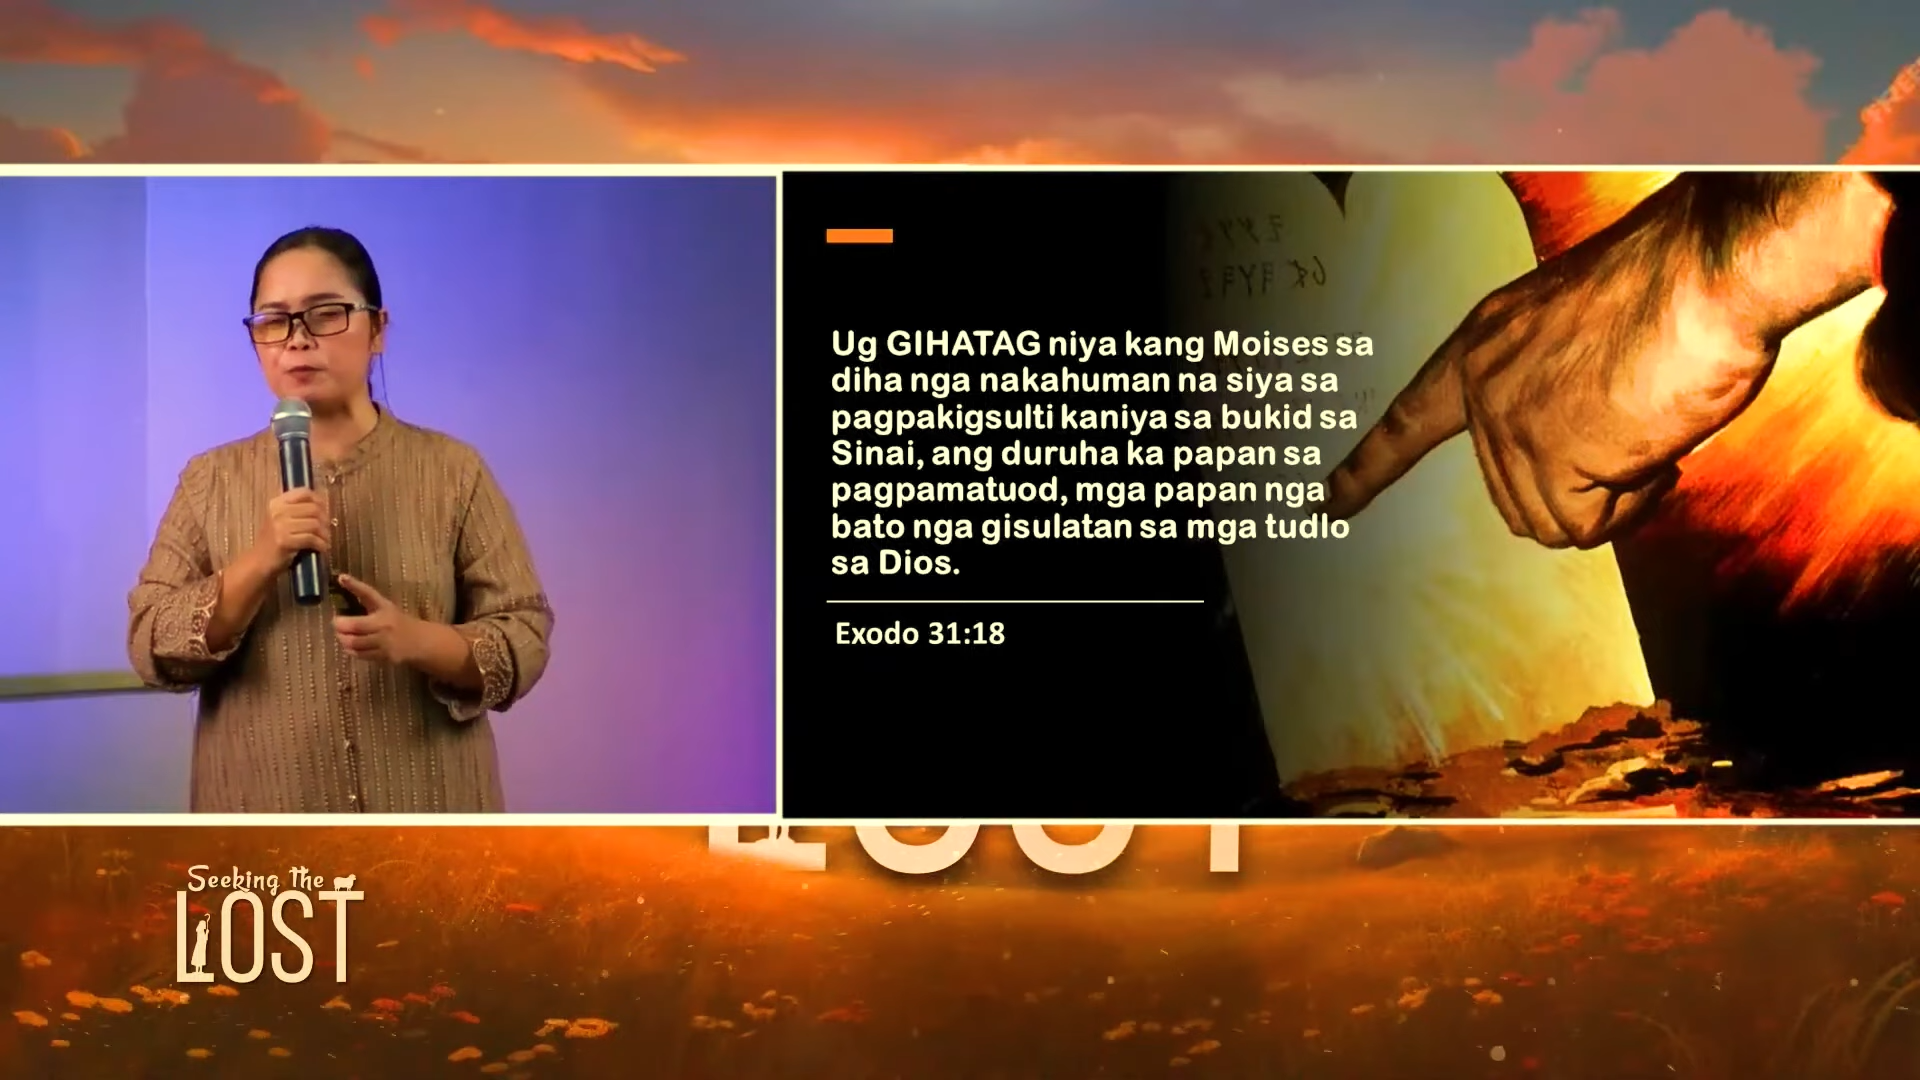 Ug GIHATAG niya kang Moises sa
diha nga nakahuman na siya sa
pagpakigsulti kaniya sa bukid sa
Sinai, ang duruha ka papan sa
pagpamatuod, mga papan nga
bato nga gisulatan sa mga tudlo
sa Dios.
Exodo 31:18
LOST
Seeking the
LOST